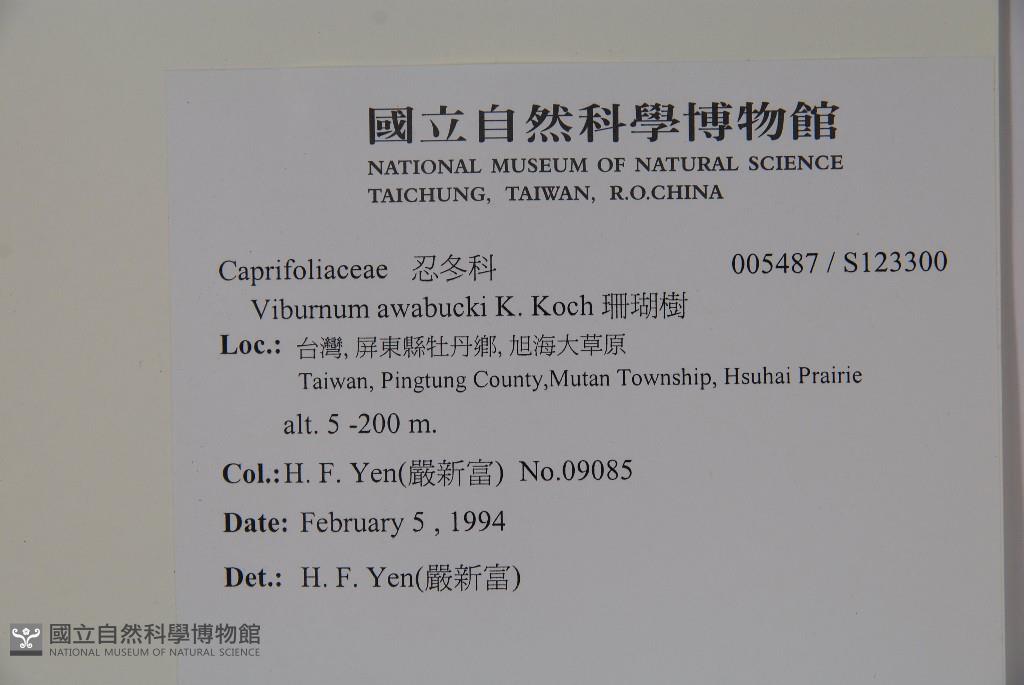 國立自然科學博物館
NATIONAL MUSEUM OF NATURAL SCIENCE
TAICHUNG, TAIWAN, R.O.CHINA
Caprifoliaceae 忍冬科 005487 / S123300
Viburnum awabucki K. Koch 珊瑚樹
Loc.: 台灣, 屏東縣牡丹鄉, 旭海大草原
Taiwan, Pingtung County,Mutan Township, Hsuhai Prairie
alt. 5 -200 m.
Col.:H. F. Yen(嚴新富) No.09085
Date: February 5 , 1994
Det.: H. F. Yen(嚴新富)
國立自然科學博物館
NATIONAL MUSEUM OF NATURAL SCIENCE